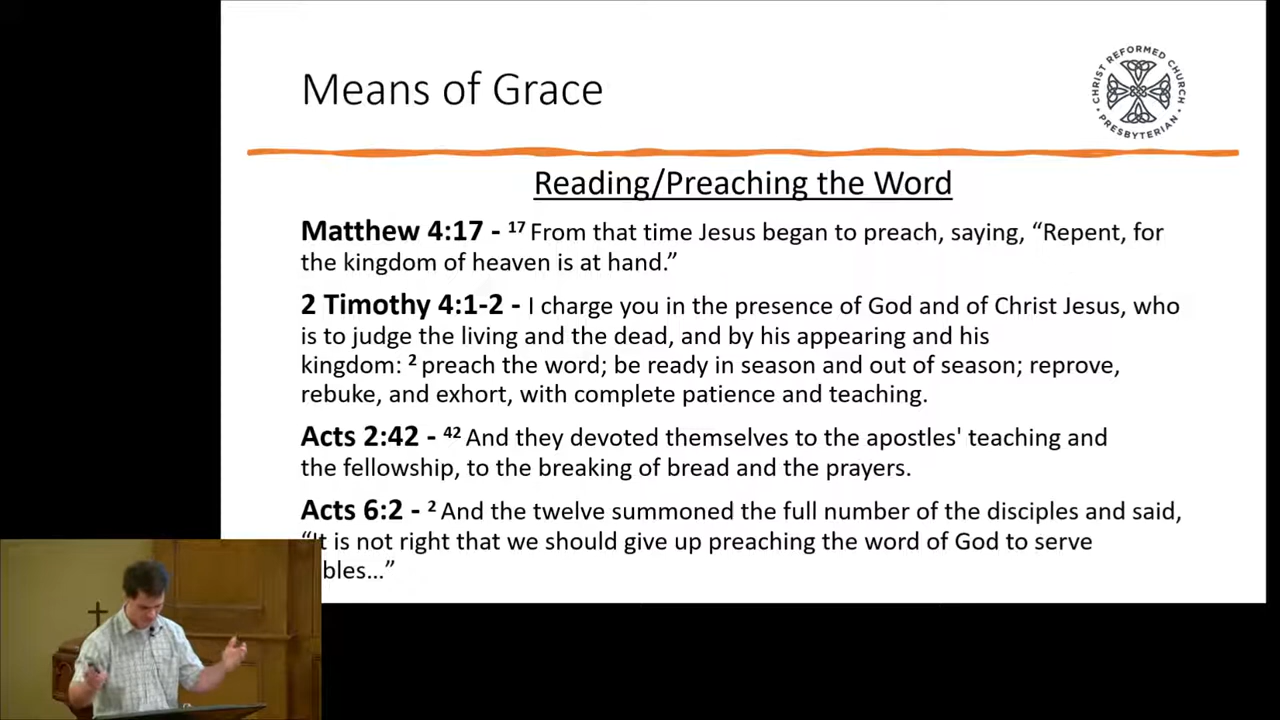 Means of Grace
CHRIST REFORMED CHURCH
• PRESBYTERIAN •
Reading/Preaching the Word
Matthew 4:17 - ¹⁷ From that time Jesus began to preach, saying, “Repent, for
the kingdom of heaven is at hand.”
2 Timothy 4:1-2 - I charge you in the presence of God and of Christ Jesus, who
is to judge the living and the dead, and by his appearing and his
kingdom: ² preach the word; be ready in season and out of season; reprove,
rebuke, and exhort, with complete patience and teaching.
Acts 2:42 - ⁴² And they devoted themselves to the apostles' teaching and
the fellowship, to the breaking of bread and the prayers.
Acts 6:2 - ² And the twelve summoned the full number of the disciples and said,
“It is not right that we should give up preaching the word of God to serve
bles...”